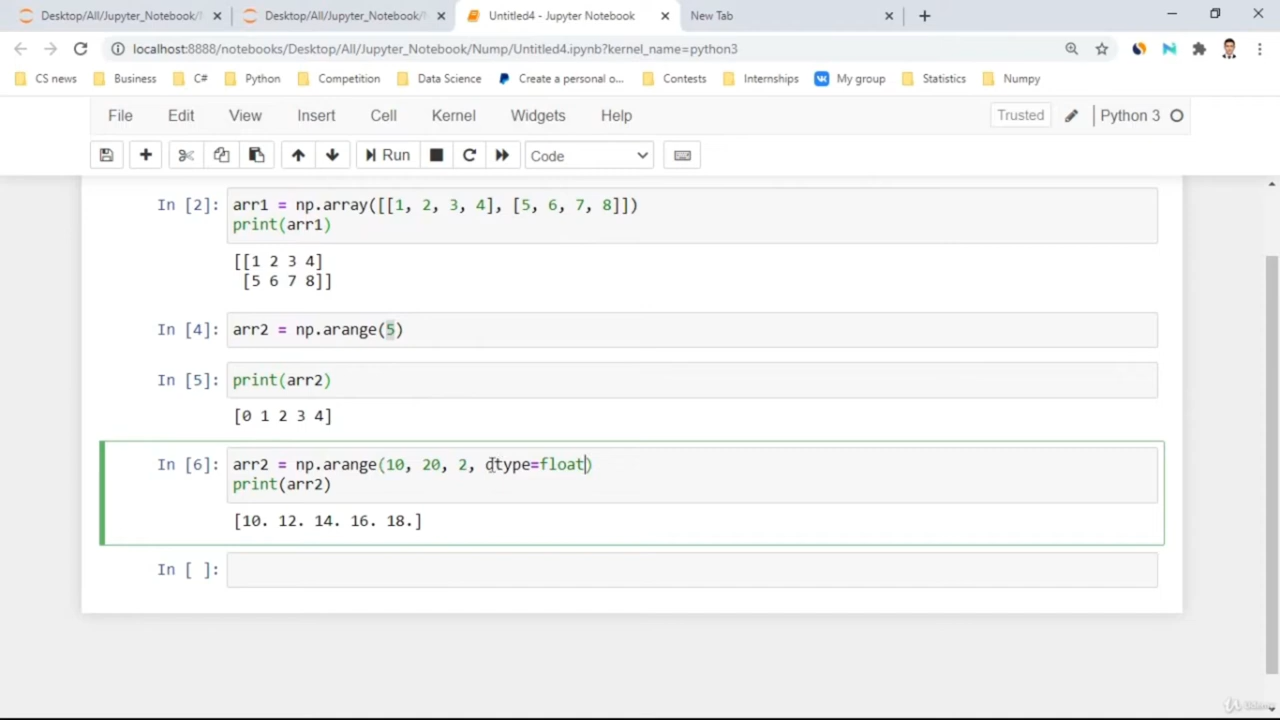 Desktop/All/Jupyter_Notebook/
Desktop/All/Jupyter_Notebook/
Untitled4 - Jupyter Notebook
New Tab
localhost:8888/notebooks/Desktop/All/Jupyter_Notebook/Nump/Untitled4.ipynb?kernel_name=python3
CS news Business C# Python Competition Data Science Create a personal o... Contests Internships My group Statistics Numpy
File Edit View Insert Cell Kernel Widgets Help Trusted Python 3
Run Code
In [2]: arr1 = np.array([[1, 2, 3, 4], [5, 6, 7, 8]])
print(arr1)
[[1 2 3 4]
[5 6 7 8]]
In [4]: arr2 = np.arange(5)
In [5]: print(arr2)
[0 1 2 3 4]
In [6]: arr2 = np.arange(10, 20, 2, dtype=float)
print(arr2)
[10. 12. 14. 16. 18.]
In [ ]: